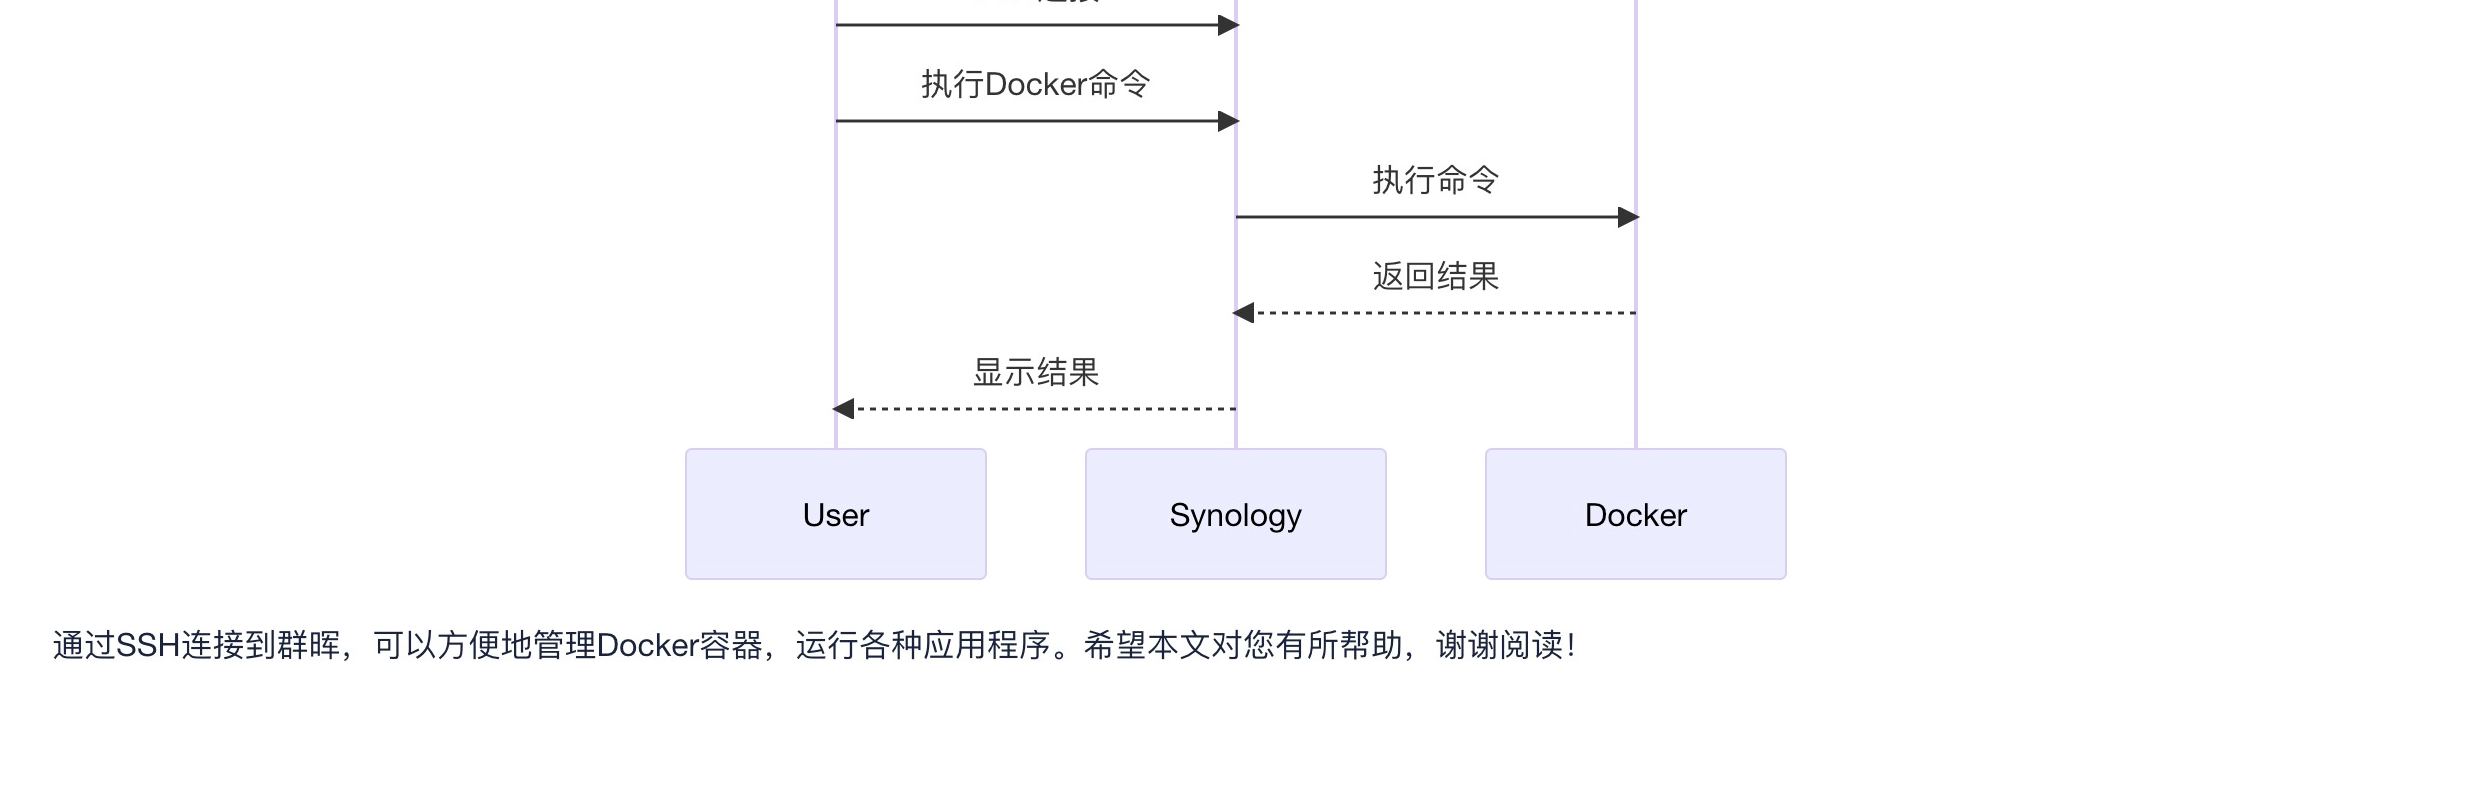 执行Docker命令
执行命令
返回结果
显示结果
User
Synology
Docker
通过SSH连接到群晖，可以方便地管理Docker容器，运行各种应用程序。希望本文对您有所帮助，谢谢阅读！